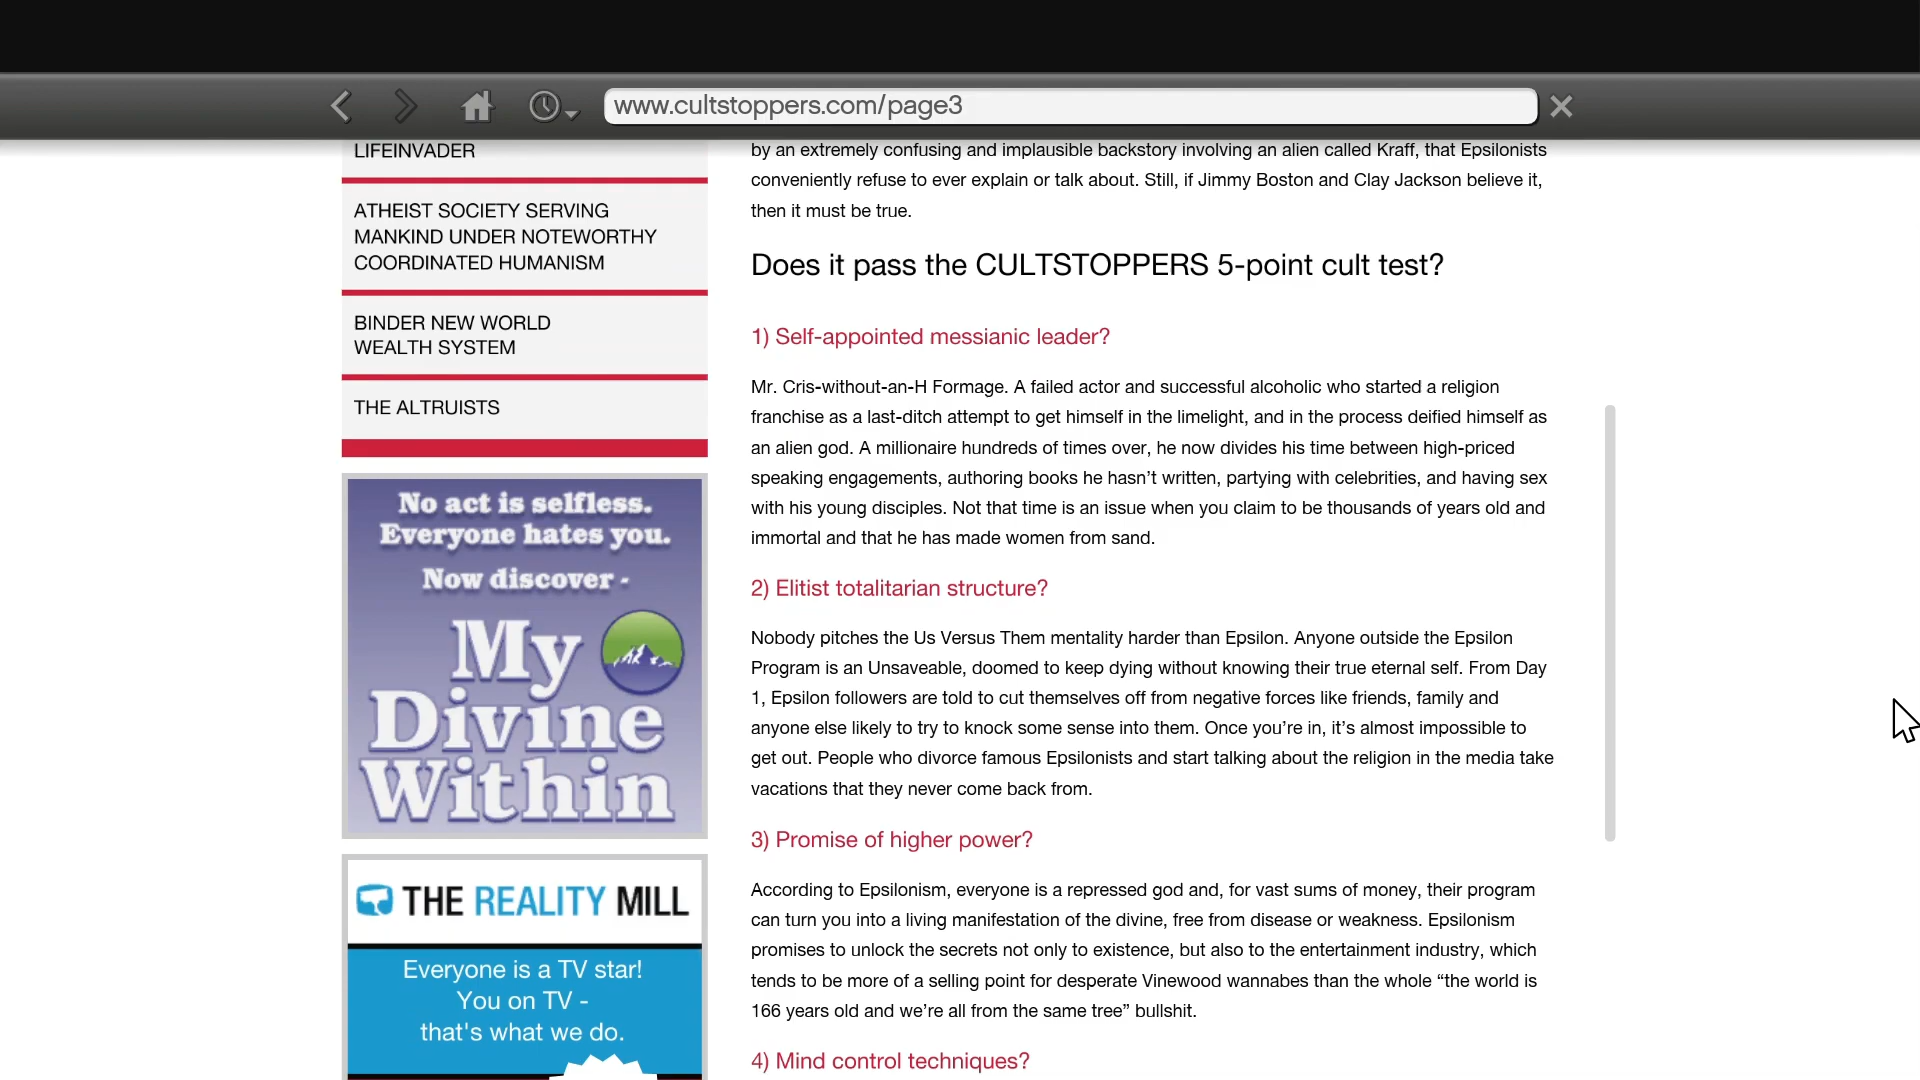 www.cultstoppers.com/page3
LIFEINVADER
ATHEIST SOCIETY SERVING
MANKIND UNDER NOTEWORTHY
COORDINATED HUMANISM
BINDER NEW WORLD
WEALTH SYSTEM
THE ALTRUISTS
No act is selfless.
Everyone hates you.
Now discover -
My
Divine
Within
THE REALITY MILL
Everyone is a TV star!
You on TV -
that's what we do.
by an extremely confusing and implausible backstory involving an alien called Kraff, that Epsilonists
conveniently refuse to ever explain or talk about. Still, if Jimmy Boston and Clay Jackson believe it,
then it must be true.
Does it pass the CULTSTOPPERS 5-point cult test?
1) Self-appointed messianic leader?
Mr. Cris-without-an-H Formage. A failed actor and successful alcoholic who started a religion
franchise as a last-ditch attempt to get himself in the limelight, and in the process deified himself as
an alien god. A millionaire hundreds of times over, he now divides his time between high-priced
speaking engagements, authoring books he hasn’t written, partying with celebrities, and having sex
with his young disciples. Not that time is an issue when you claim to be thousands of years old and
immortal and that he has made women from sand.
2) Elitist totalitarian structure?
Nobody pitches the Us Versus Them mentality harder than Epsilon. Anyone outside the Epsilon
Program is an Unsaveable, doomed to keep dying without knowing their true eternal self. From Day
1, Epsilon followers are told to cut themselves off from negative forces like friends, family and
anyone else likely to try to knock some sense into them. Once you’re in, it’s almost impossible to
get out. People who divorce famous Epsilonists and start talking about the religion in the media take
vacations that they never come back from.
3) Promise of higher power?
According to Epsilonism, everyone is a repressed god and, for vast sums of money, their program
can turn you into a living manifestation of the divine, free from disease or weakness. Epsilonism
promises to unlock the secrets not only to existence, but also to the entertainment industry, which
tends to be more of a selling point for desperate Vinewood wannabes than the whole “the world is
166 years old and we’re all from the same tree” bullshit.
4) Mind control techniques?